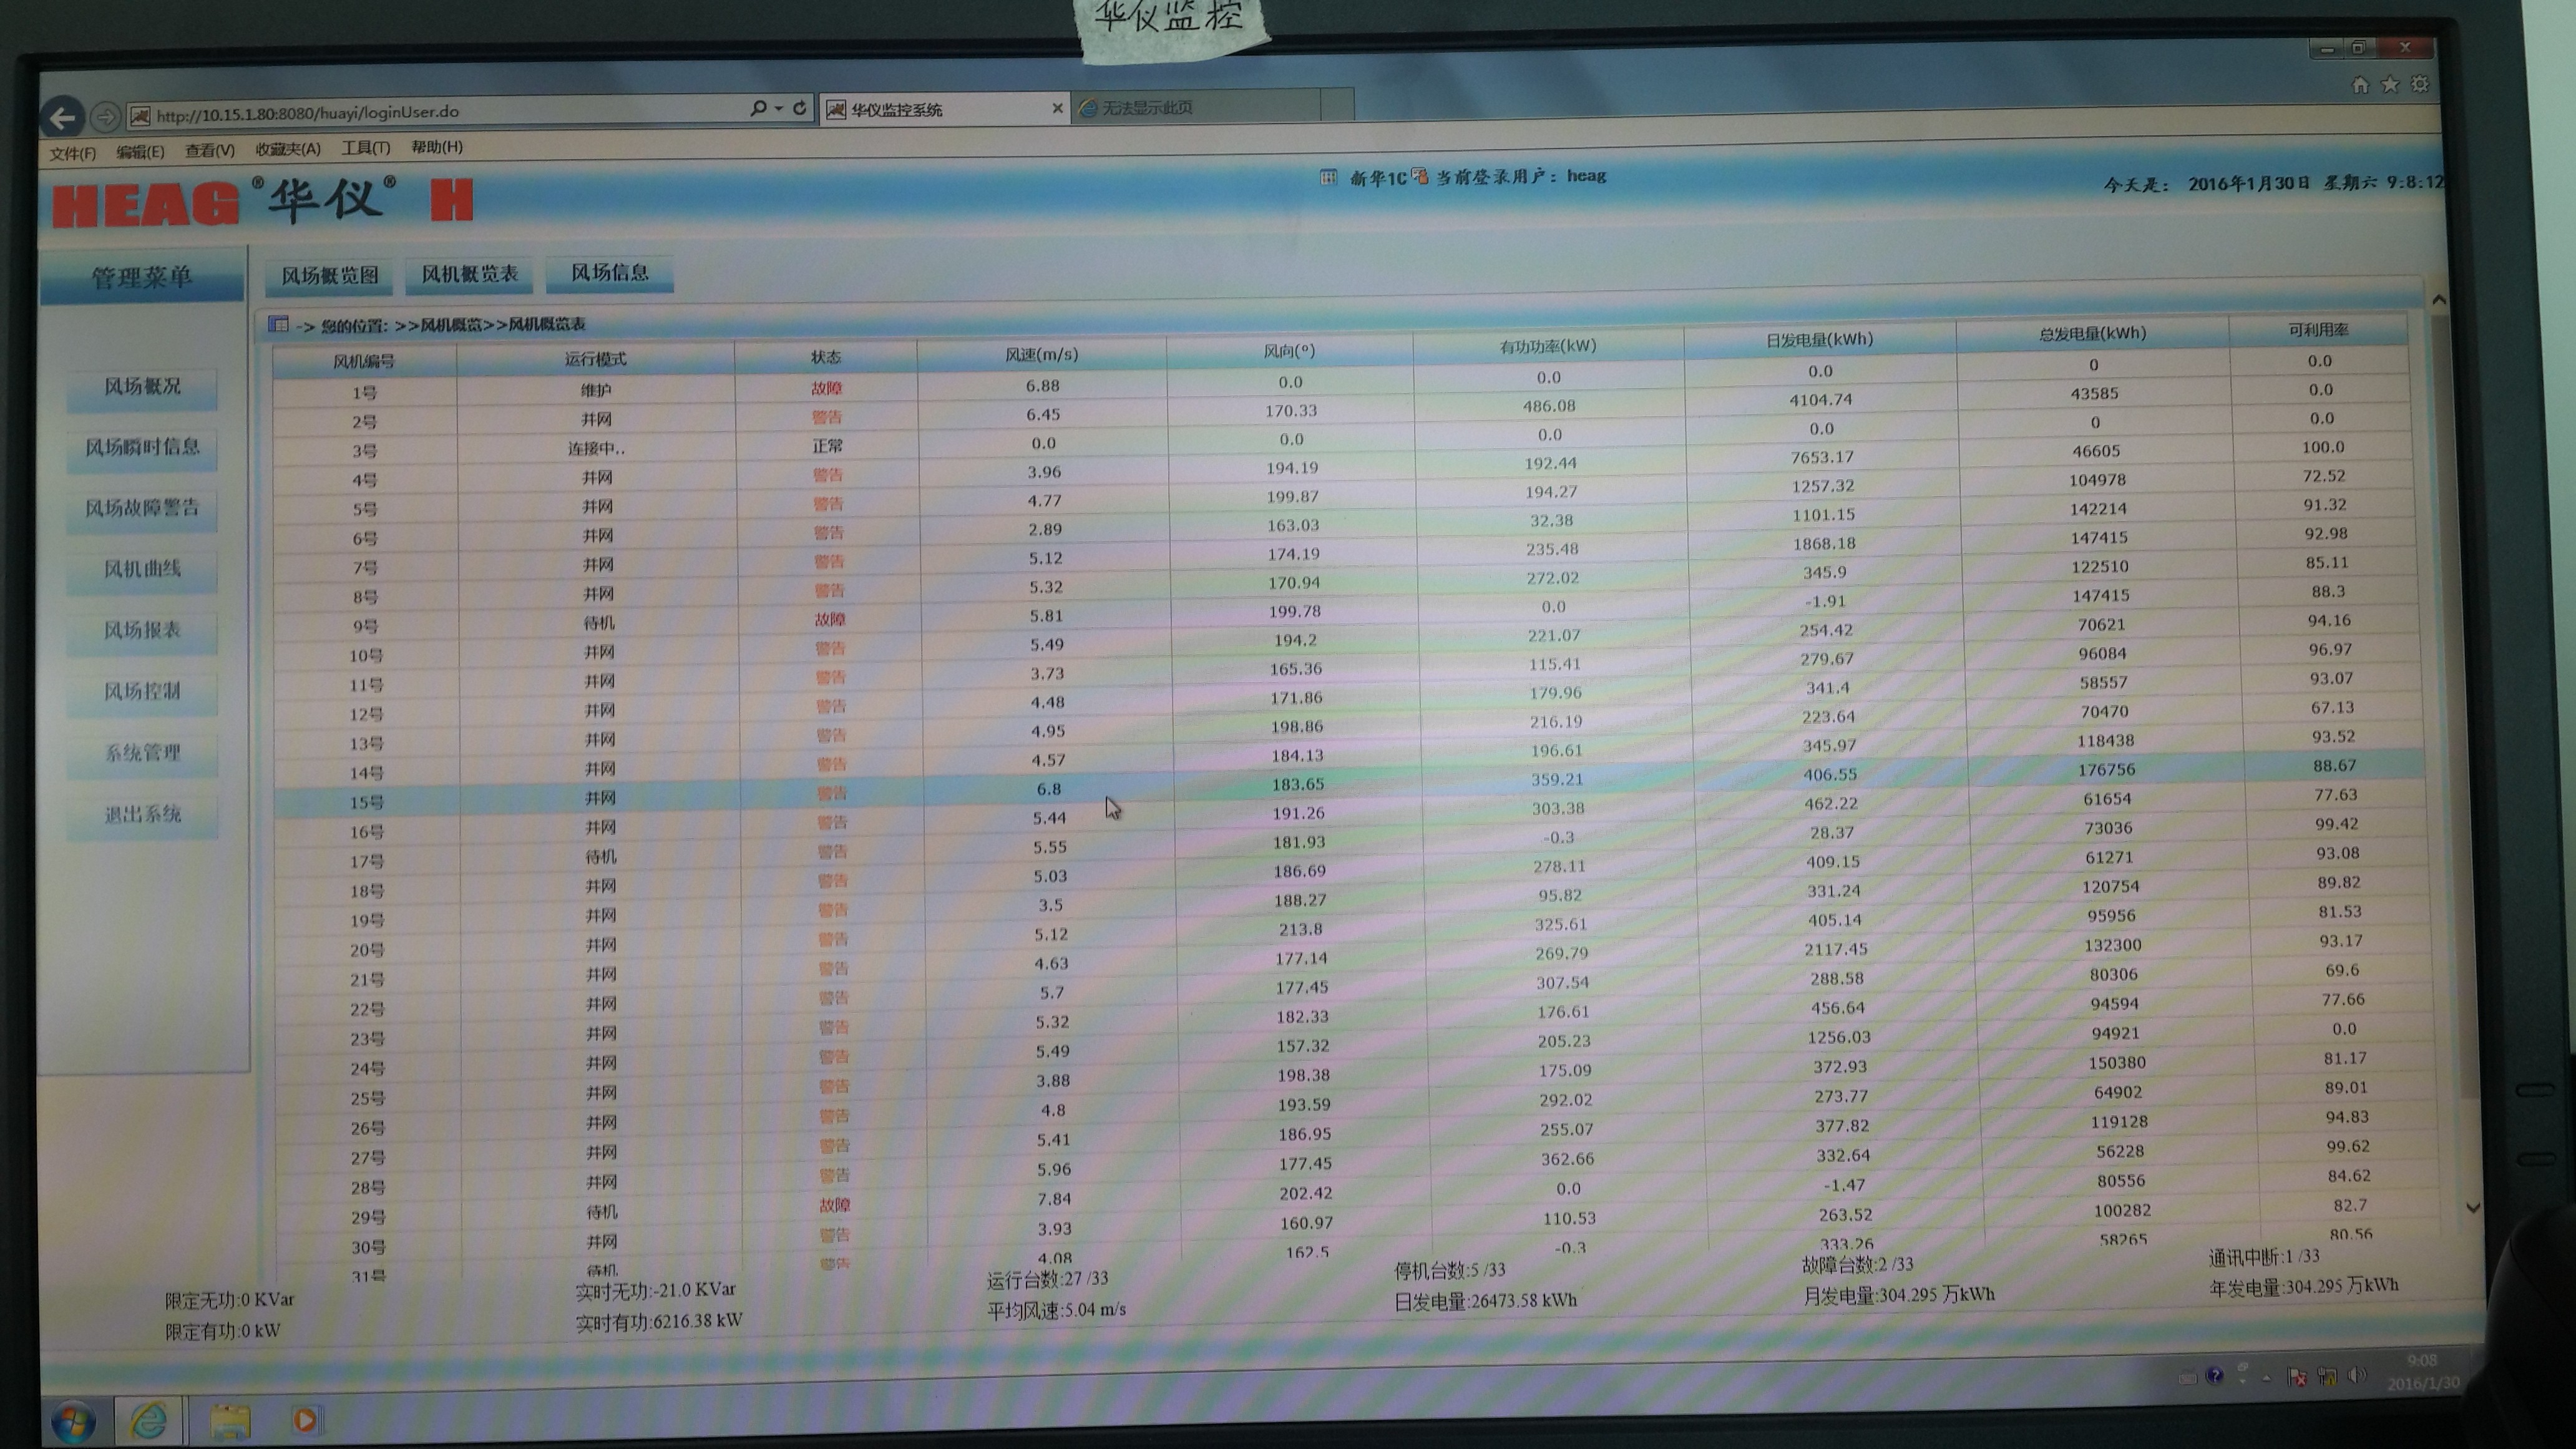 华仪监控
http://10.15.1.80:8080/huayi/loginUser.do 华仪监控系统 无法显示此页
文件(F) 编辑(E) 查看(V) 收藏夹(A) 工具(T) 帮助(H)
HEAG®华仪® H 新华1C 当前登录用户: heag 今天是: 2016年1月30日 星期六 9:8:12
管理菜单 风场概览图 风机概览表 风场信息
-> 您的位置: >>风机概览>>风机概览表
风机编号 运行模式 状态 风速(m/s) 风向(º) 有功功率(kW) 日发电量(kWh) 总发电量(kWh) 可利用率
1号 维护 故障 6.88 0.0 0.0 0.0 0 0.0
2号 并网 警告 6.45 170.33 486.08 4104.74 43585 0.0
3号 连接中.. 正常 0.0 0.0 0.0 0.0 0 0.0
4号 并网 警告 3.96 194.19 192.44 7653.17 46605 100.0
5号 并网 警告 4.77 199.87 194.27 1257.32 104978 72.52
6号 并网 警告 2.89 163.03 32.38 1101.15 142214 91.32
7号 并网 警告 5.12 174.19 235.48 1868.18 147415 92.98
8号 并网 警告 5.32 170.94 272.02 345.9 122510 85.11
9号 待机 故障 5.81 199.78 0.0 -1.91 147415 88.3
10号 并网 警告 5.49 194.2 221.07 254.42 70621 94.16
11号 并网 警告 3.73 165.36 115.41 279.67 96084 96.97
12号 并网 警告 4.48 171.86 179.96 341.4 58557 93.07
13号 并网 警告 4.95 198.86 216.19 223.64 70470 67.13
14号 并网 警告 4.57 184.13 196.61 345.97 118438 93.52
15号 并网 警告 6.8 183.65 359.21 406.55 176756 88.67
16号 并网 警告 5.44 191.26 303.38 462.22 61654 77.63
17号 待机 警告 5.55 181.93 -0.3 28.37 73036 99.42
18号 并网 警告 5.03 186.69 278.11 409.15 61271 93.08
19号 并网 警告 3.5 188.27 95.82 331.24 120754 89.82
20号 并网 警告 5.12 213.8 325.61 405.14 95956 81.53
21号 并网 警告 4.63 177.14 269.79 2117.45 132300 93.17
22号 并网 警告 5.7 177.45 307.54 288.58 80306 69.6
23号 并网 警告 5.32 182.33 176.61 456.64 94594 77.66
24号 并网 警告 5.49 157.32 205.23 1256.03 94921 0.0
25号 并网 警告 3.88 198.38 175.09 372.93 150380 81.17
26号 并网 警告 4.8 193.59 292.02 273.77 64902 89.01
27号 并网 警告 5.41 186.95 255.07 377.82 119128 94.83
28号 并网 警告 5.96 177.45 362.66 332.64 56228 99.62
29号 待机 故障 7.84 202.42 0.0 -1.47 80556 84.62
30号 并网 警告 3.93 160.97 110.53 263.52 100282 82.7
31号 待机 警告 4.08 162.5 -0.3 333.26 58265 80.56
风场概况
风场瞬时信息
风场故障警告
风机曲线
风场报表
风场控制
系统管理
退出系统
限定无功:0 KVar 实时无功:-21.0 KVar 运行台数:27 /33 停机台数:5 /33 故障台数:2 /33 通讯中断:1 /33
限定有功:0 kW 实时有功:6216.38 kW 平均风速:5.04 m/s 日发电量:26473.58 kWh 月发电量:304.295 万kWh 年发电量:304.295 万kWh
9:08
2016/1/30